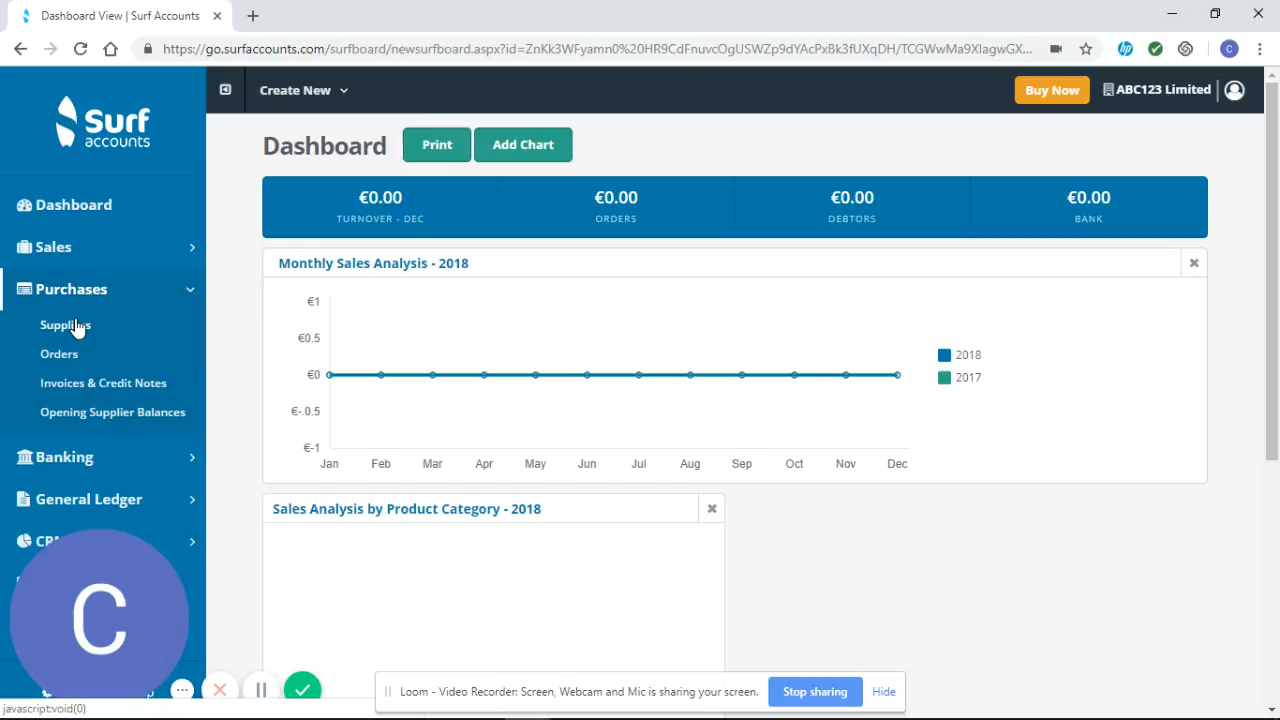 Dashboard View | Surf Accounts
https://go.surfaccounts.com/surfboard/newsurfboard.aspx?id=ZnKk3WFyamn0%20HR9CdFnuvcOgUSWZp9dYAcPxBk3fUXqDH/TCGWwMa9XlagwGX...
C
Surf
accounts
Create New
Buy Now
ABC123 Limited
Dashboard
Sales
Purchases
Suppliers
Orders
Invoices & Credit Notes
Opening Supplier Balances
Banking
General Ledger
C
Dashboard
Print
Add Chart
€0.00
TURNOVER - DEC
€0.00
ORDERS
€0.00
DEBTORS
€0.00
BANK
Monthly Sales Analysis - 2018
€1
€0.5
€0
€-.0.5
€-1
Jan Feb Mar Apr May Jun Jul Aug Sep Oct Nov Dec
2018
2017
Sales Analysis by Product Category - 2018
Loom - Video Recorder: Screen, Webcam and Mic is sharing your screen.
Stop sharing
Hide
javascript:void(0)